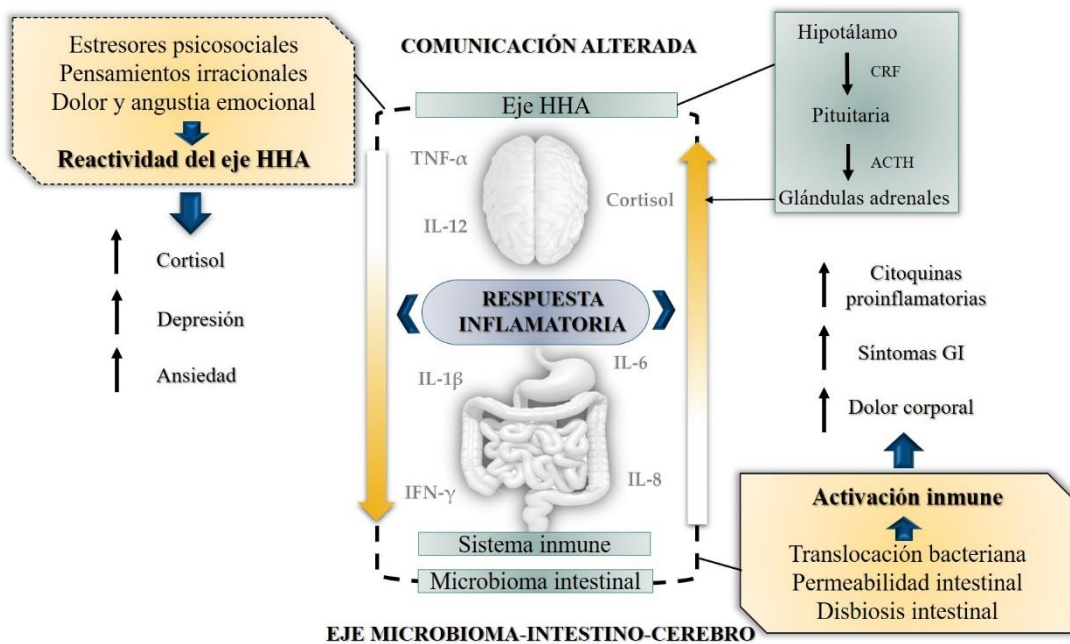 Estresores psicosociales
Pensamientos irracionales
Dolor y angustia emocional
Reactividad del eje HHA
Cortisol
Depresión
Ansiedad
COMUNICACIÓN ALTERADA
Eje HHA
TNF-α
Cortisol
IL-12
RESPUESTA
INFLAMATORIA
IL-6
IL-1β
IL-8
IFN-γ
Sistema inmune
Microbioma intestinal
EJE MICROBIOMA-INTESTINO-CEREBRO
Hipotálamo
CRF
Pituitaria
ACTH
Glándulas adrenales
Citoquinas
proinflamatorias
Síntomas GI
Dolor corporal
Activación inmune
Translocación bacteriana
Permeabilidad intestinal
Disbiosis intestinal